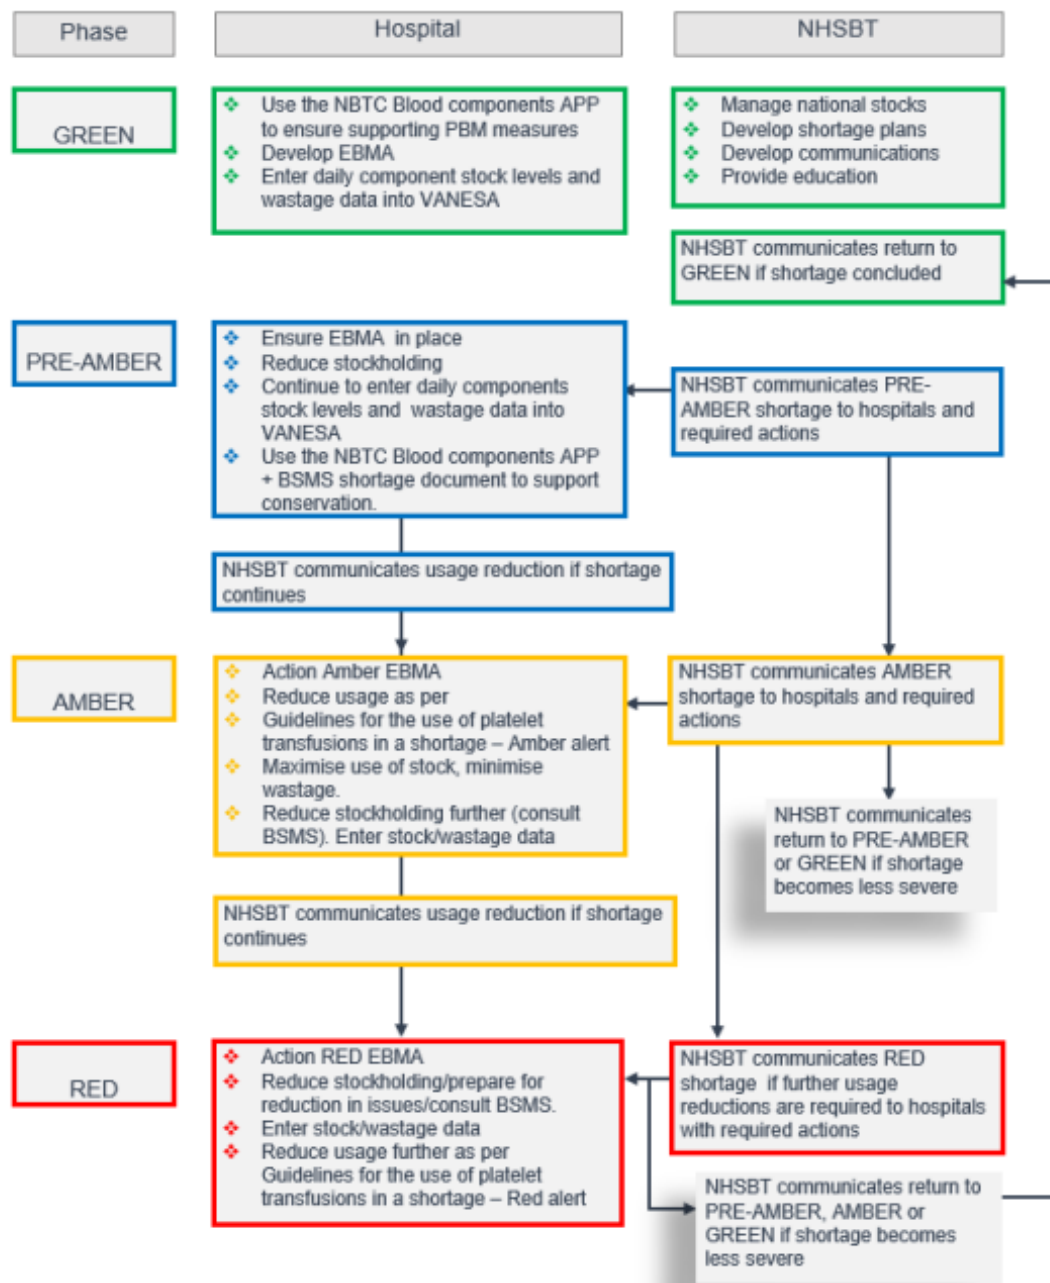 Phase
Hospital
NHSBT
GREEN
❖ Use the NBTC Blood components APP
to ensure supporting PBM measures
❖ Develop EBMA
❖ Enter daily component stock levels and
wastage data into VANESA
❖ Manage national stocks
❖ Develop shortage plans
❖ Develop communications
❖ Provide education
NHSBT communicates return to
GREEN if shortage concluded
PRE-AMBER
❖ Ensure EBMA in place
❖ Reduce stockholding
❖ Continue to enter daily components
stock levels and wastage data into
VANESA
❖ Use the NBTC Blood components APP
+ BSMS shortage document to support
conservation.
NHSBT communicates PRE-
AMBER shortage to hospitals and
required actions
NHSBT communicates usage reduction if shortage
continues
AMBER
❖ Action Amber EBMA
❖ Reduce usage as per
❖ Guidelines for the use of platelet
transfusions in a shortage – Amber alert
❖ Maximise use of stock, minimise
wastage.
❖ Reduce stockholding further (consult
BSMS). Enter stock/wastage data
NHSBT communicates AMBER
shortage to hospitals and required
actions
NHSBT communicates
return to PRE-AMBER
or GREEN if shortage
becomes less severe
NHSBT communicates usage reduction if shortage
continues
RED
❖ Action RED EBMA
❖ Reduce stockholding/prepare for
reduction in issues/consult BSMS.
❖ Enter stock/wastage data
❖ Reduce usage further as per
Guidelines for the use of platelet
transfusions in a shortage – Red alert
NHSBT communicates RED
shortage if further usage
reductions are required to hospitals
with required actions
NHSBT communicates return to
PRE-AMBER, AMBER or
GREEN if shortage becomes
less severe